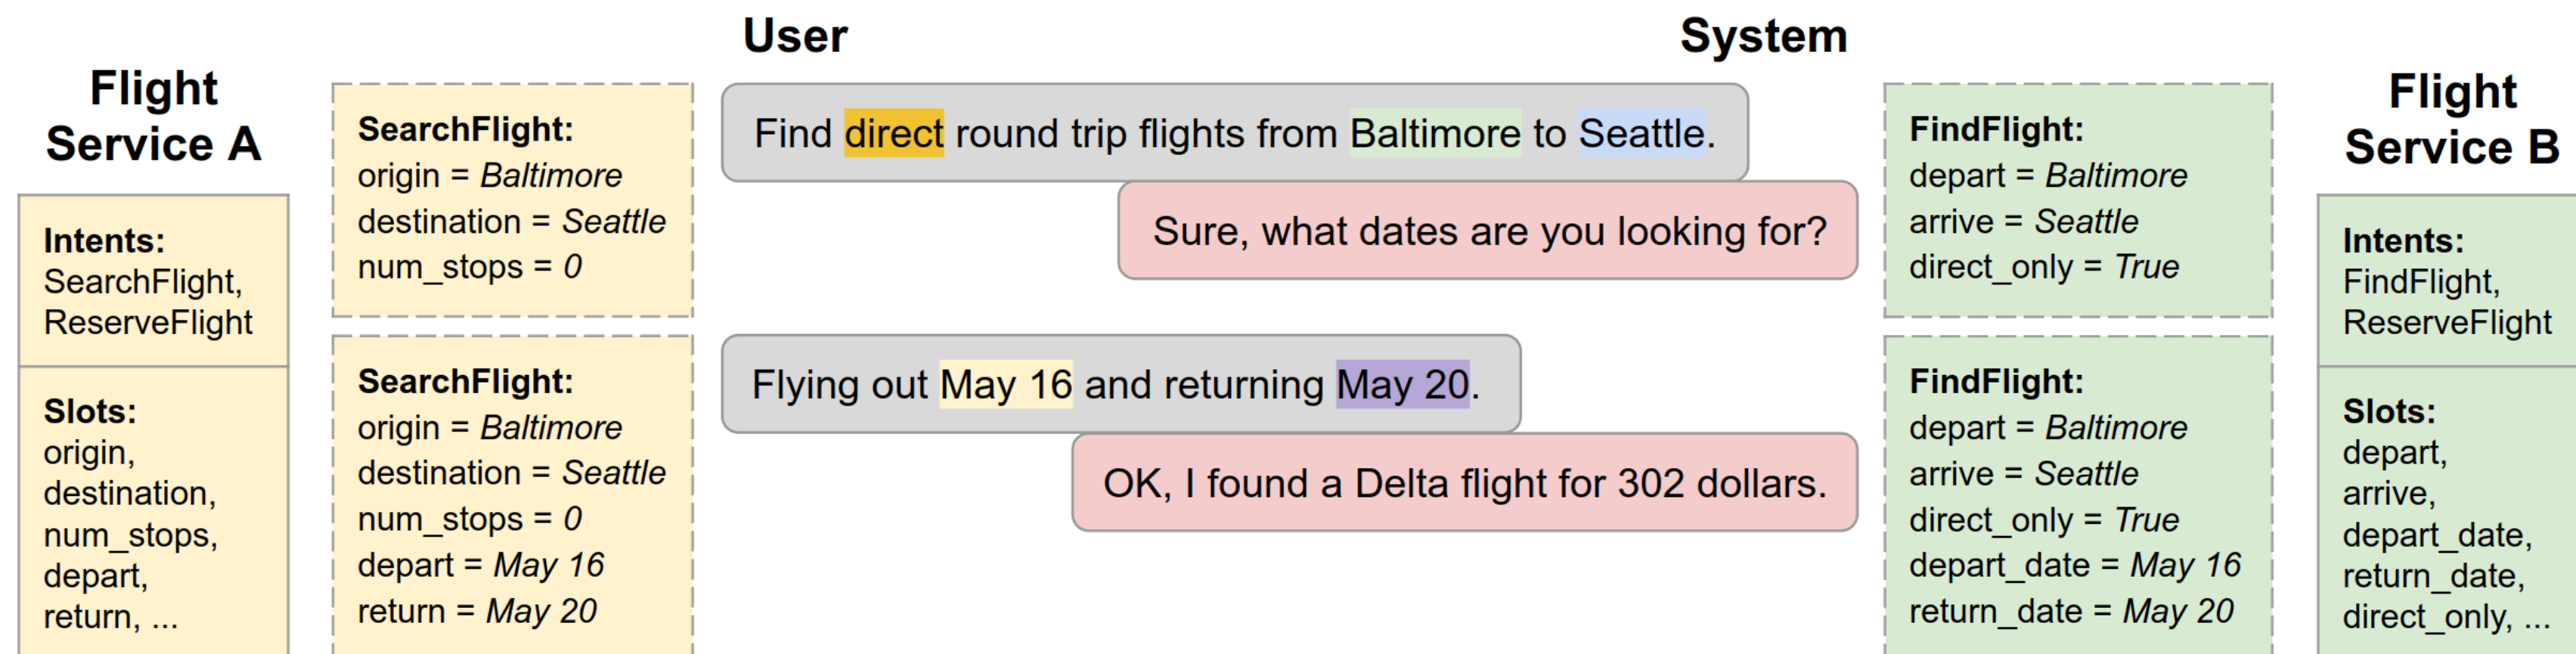 User
System
Flight
Service A
Intents:
SearchFlight,
ReserveFlight
Slots:
origin,
destination,
num_stops,
depart,
return, ...
SearchFlight:
origin = Baltimore
destination = Seattle
num_stops = 0
SearchFlight:
origin = Baltimore
destination = Seattle
num_stops = 0
depart = May 16
return = May 20
Find direct round trip flights from Baltimore to Seattle.
Sure, what dates are you looking for?
Flying out May 16 and returning May 20.
OK, I found a Delta flight for 302 dollars.
FindFlight:
depart = Baltimore
arrive = Seattle
direct_only = True
FindFlight:
depart = Baltimore
arrive = Seattle
direct_only = True
depart_date = May 16
return_date = May 20
Flight
Service B
Intents:
FindFlight,
ReserveFlight
Slots:
depart,
arrive,
depart_date,
return_date,
direct_only, ...